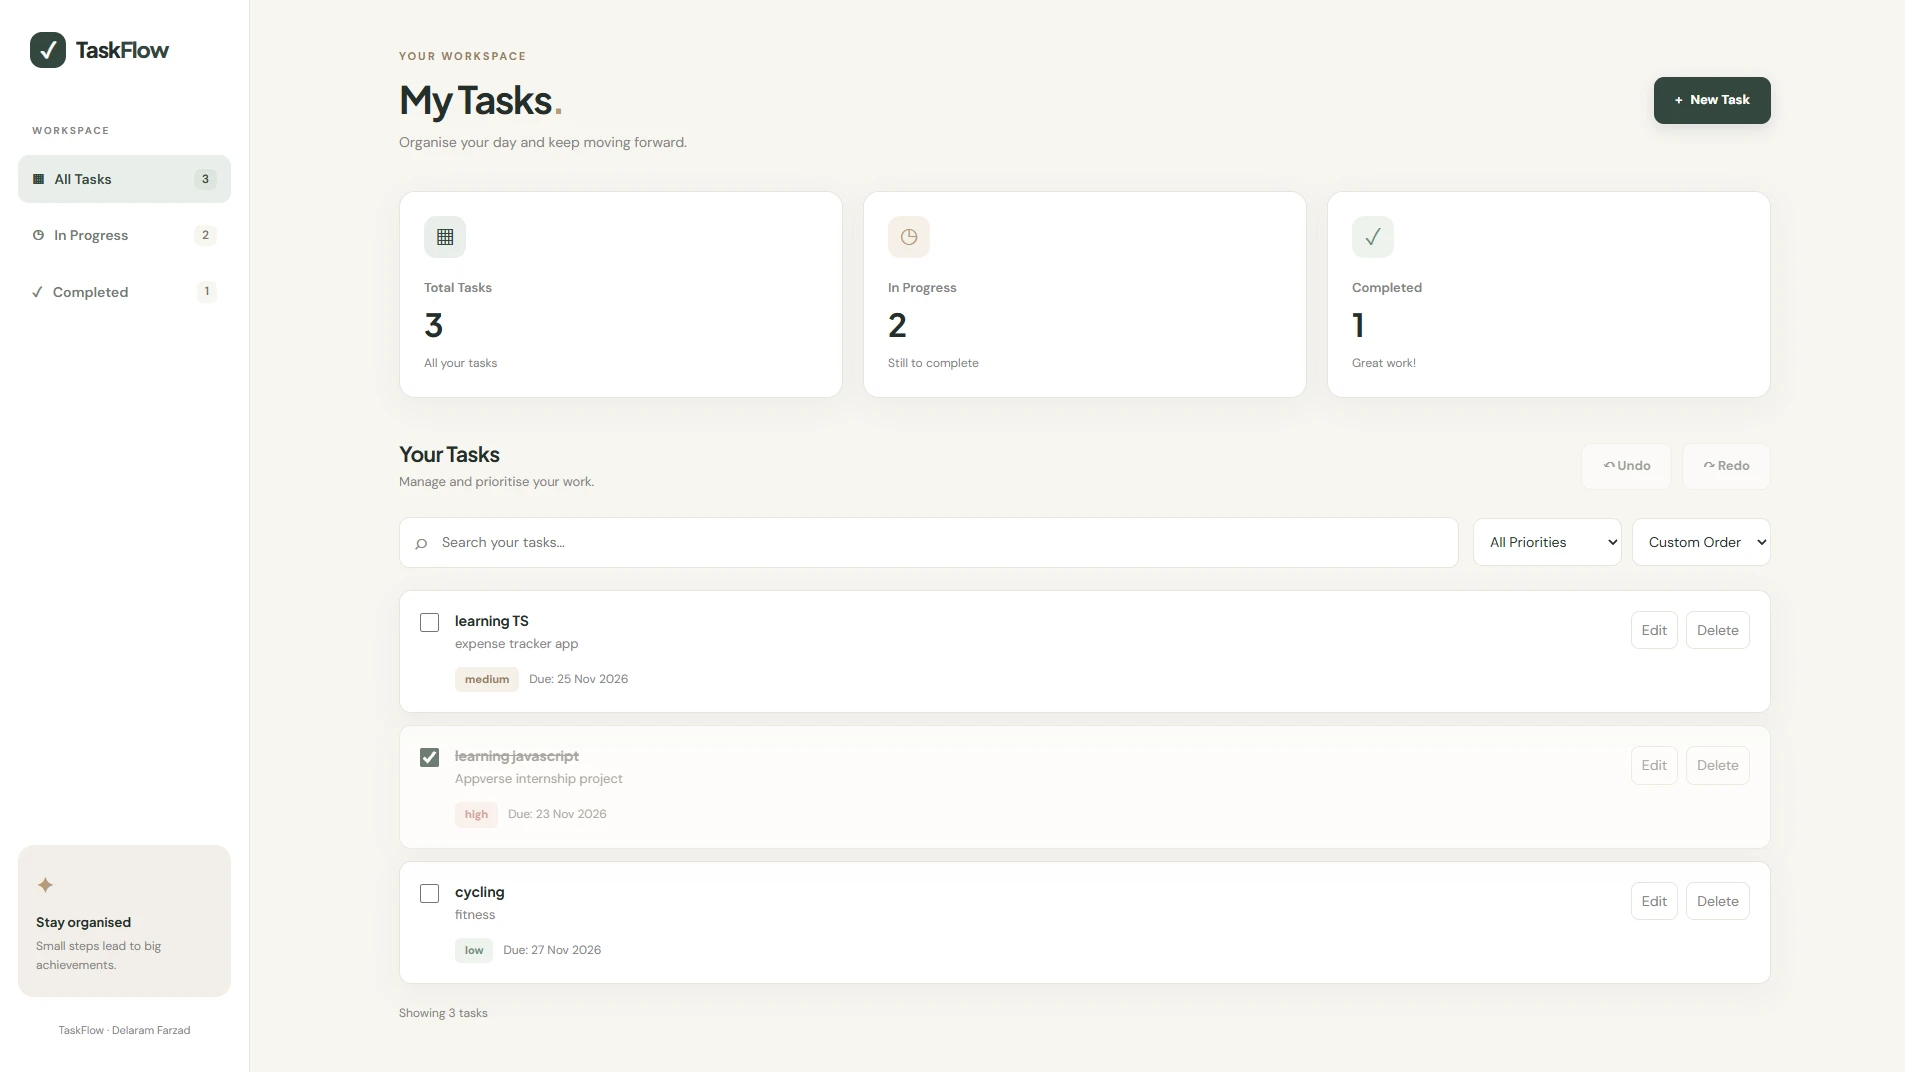 TaskFlow
WORKSPACE
All Tasks 3
In Progress 2
Completed 1
Stay organised
Small steps lead to big
achievements.
TaskFlow · Delaram Farzad
YOUR WORKSPACE
My Tasks.
Organise your day and keep moving forward.
+ New Task
Total Tasks
3
All your tasks
In Progress
2
Still to complete
Completed
1
Great work!
Your Tasks
Manage and prioritise your work.
Undo
Redo
Search your tasks...
All Priorities
Custom Order
learning TS
expense tracker app
medium Due: 25 Nov 2026
Edit Delete
learning javascript
Appverse internship project
high Due: 23 Nov 2026
Edit Delete
cycling
fitness
low Due: 27 Nov 2026
Edit Delete
Showing 3 tasks